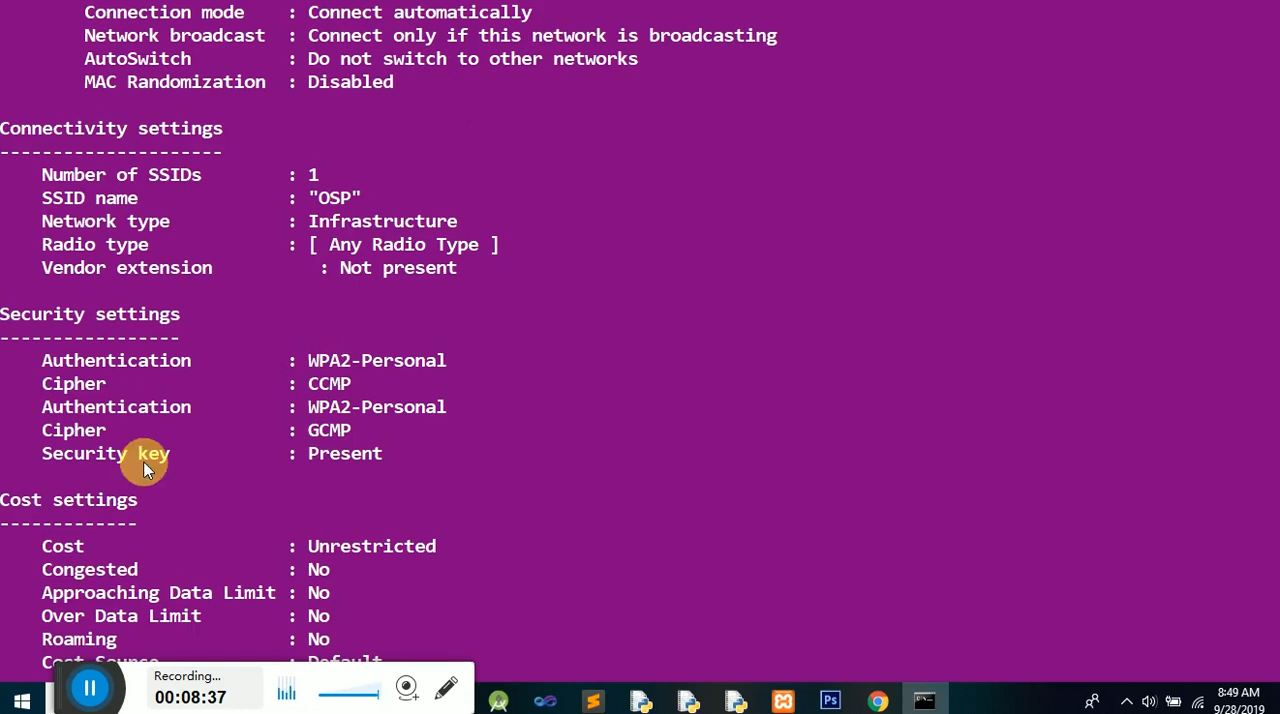 Connection mode : Connect automatically
Network broadcast : Connect only if this network is broadcasting
AutoSwitch : Do not switch to other networks
MAC Randomization : Disabled
Connectivity settings
---------------------
Number of SSIDs : 1
SSID name : "OSP"
Network type : Infrastructure
Radio type : [ Any Radio Type ]
Vendor extension : Not present
Security settings
-----------------
Authentication : WPA2-Personal
Cipher : CCMP
Authentication : WPA2-Personal
Cipher : GCMP
Security key : Present
Cost settings
-------------
Cost : Unrestricted
Congested : No
Approaching Data Limit : No
Over Data Limit : No
Roaming : No
Cost Source : Default
Recording...
00:08:37
Ps
8:49 AM
9/28/2019